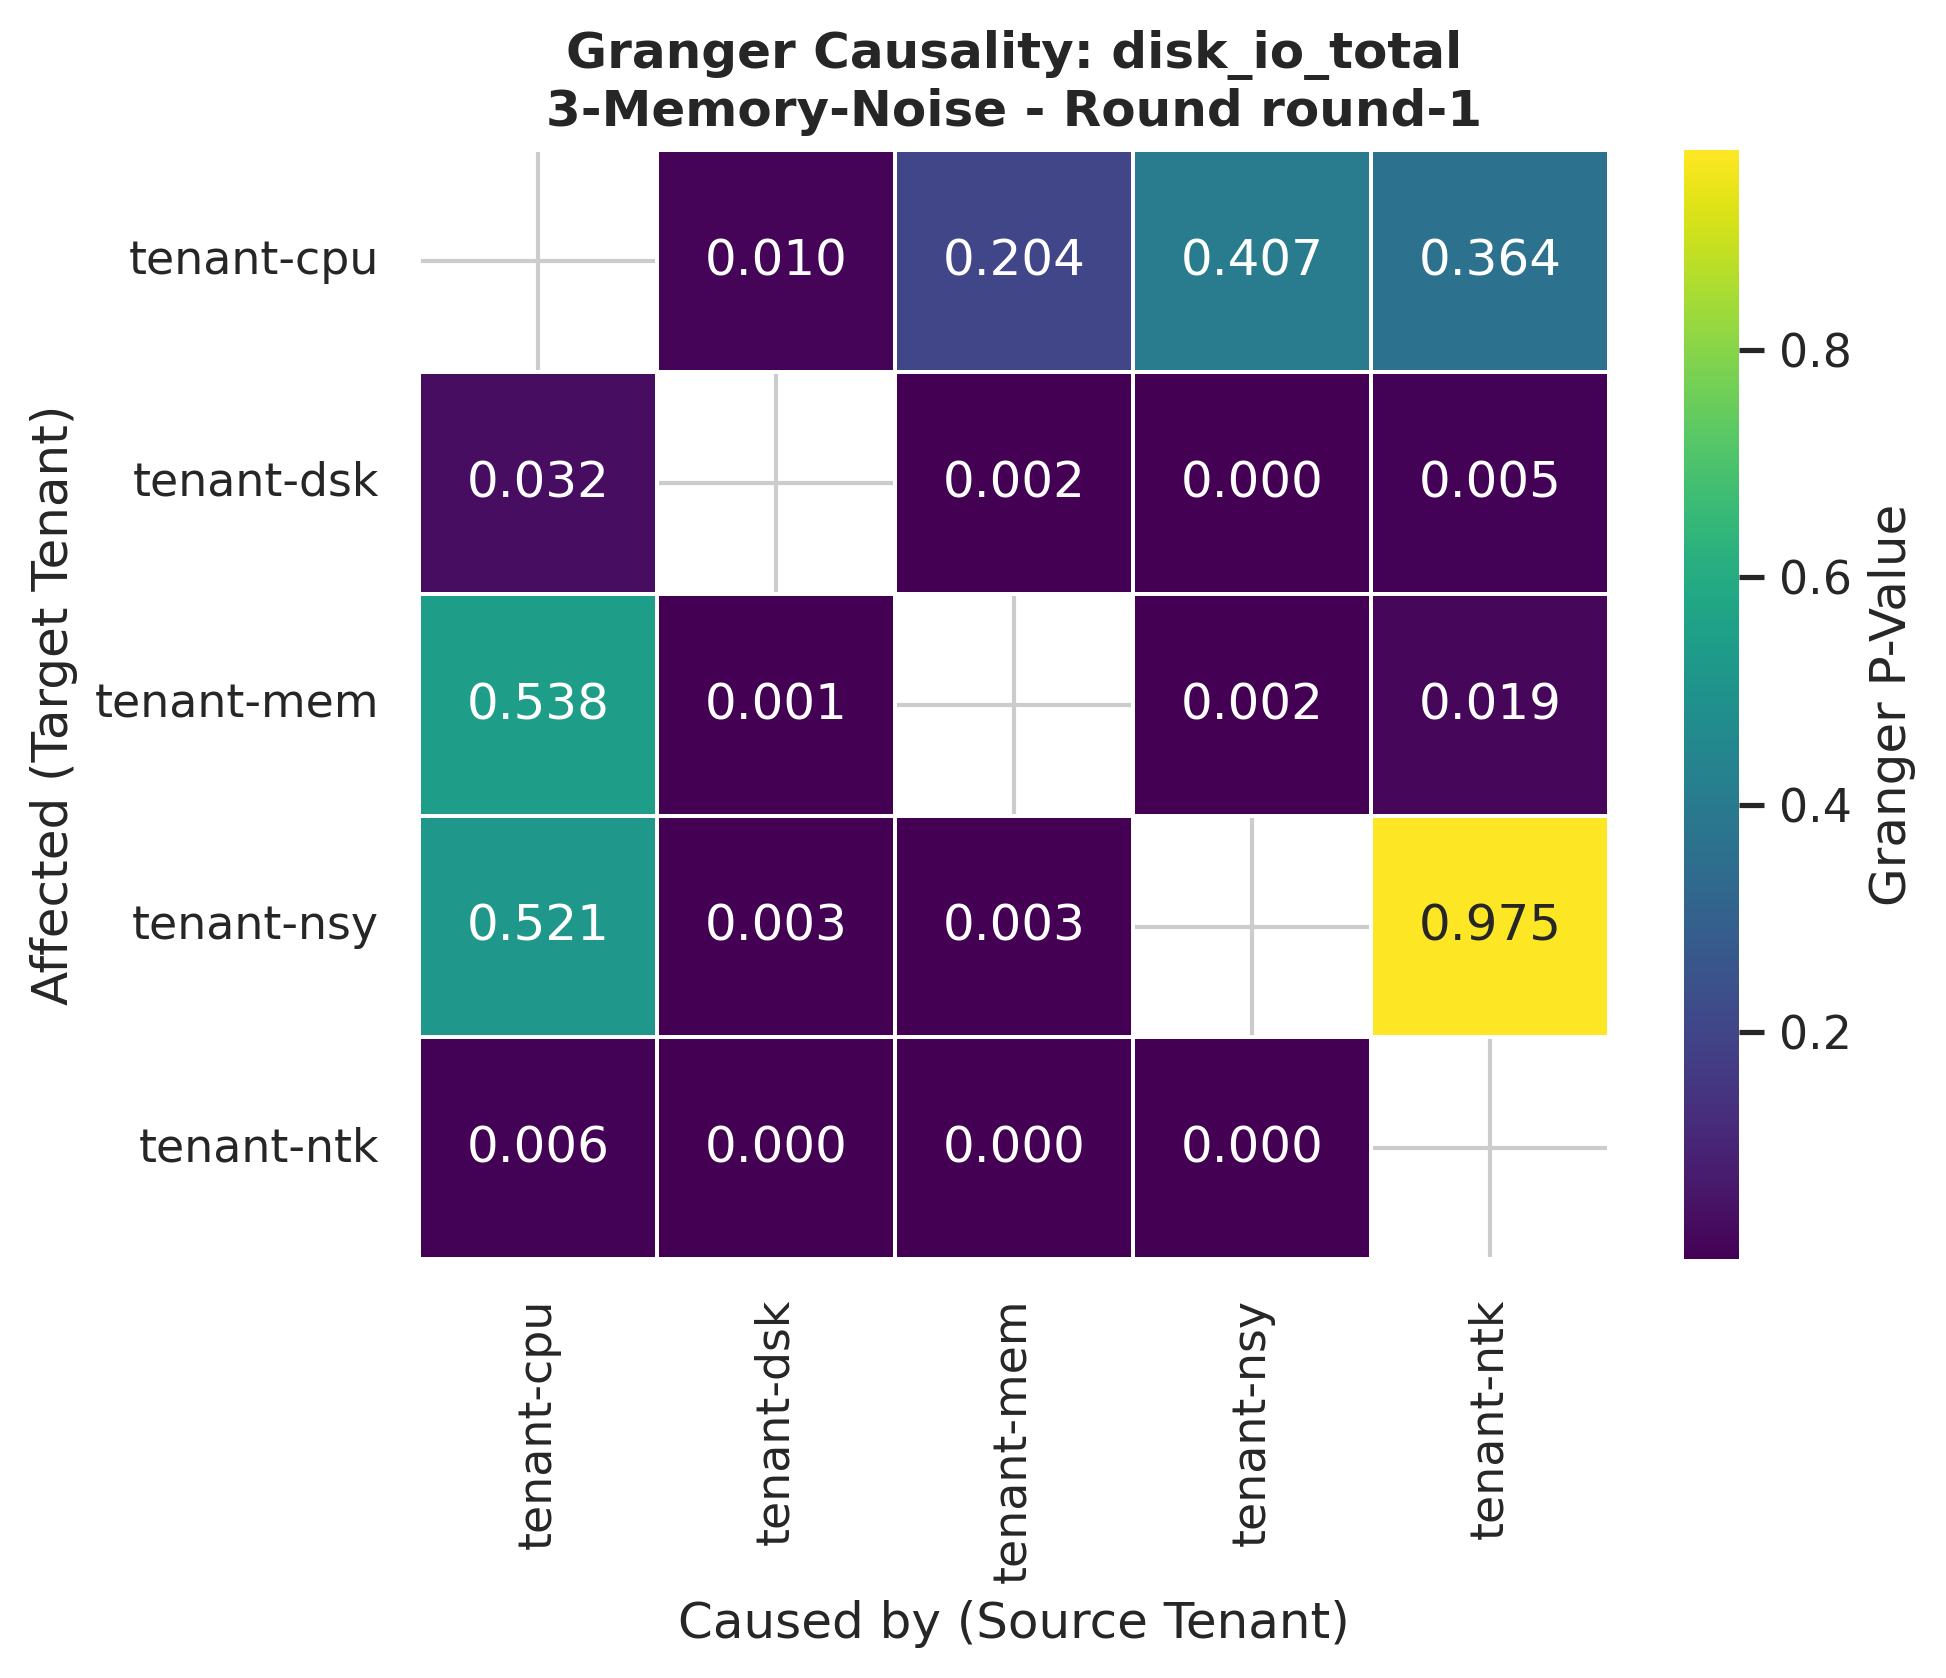 Granger Causality: disk_io_total
3-Memory-Noise - Round round-1
Affected (Target Tenant)
tenant-cpu
0.010 0.204 0.407 0.364
tenant-dsk
0.032 0.002 0.000 0.005
tenant-mem
0.538 0.001 0.002 0.019
tenant-nsy
0.521 0.003 0.003 0.975
tenant-ntk
0.006 0.000 0.000 0.000
tenant-cpu
tenant-dsk
tenant-mem
tenant-nsy
tenant-ntk
Caused by (Source Tenant)
0.8
0.6
0.4
0.2
Granger P-Value